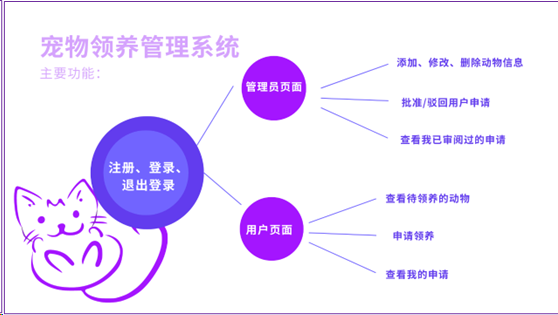 宠物领养管理系统
主要功能：
注册、登录、
退出登录
管理员页面
添加、修改、删除动物信息
批准/驳回用户申请
查看我已审阅过的申请
用户页面
查看待领养的动物
申请领养
查看我的申请